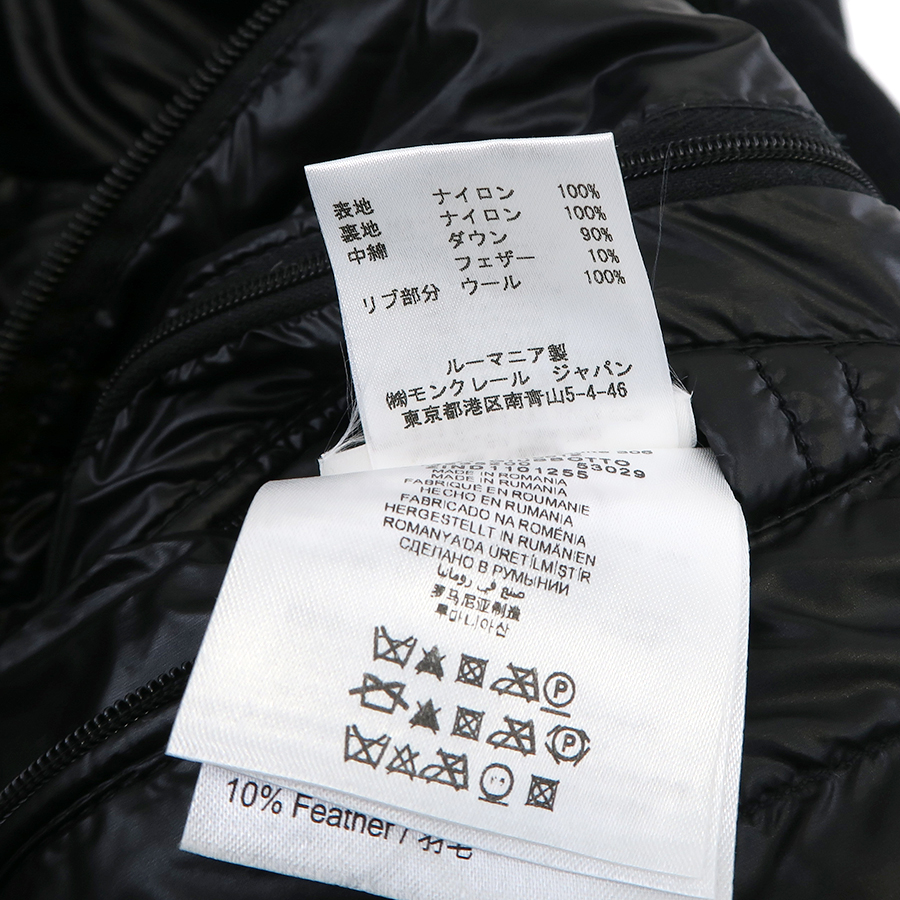 表地 ナイロン 100%
裏地 ナイロン 100%
中綿 ダウン 90%
フェザー 10%
リブ部分 ウール 100%
ルーマニア製
㈱モンクレール ジャパン
東京都港区南青山5-4-46
MADE IN ROMANIA
FABRIQUÉ EN ROUMANIE
HECHO EN RUMANIA
FABRICADO NA ROMÉNIA
HERGESTELLT IN RUMÄNIEN
ROMANYA'DA ÜRETİLMİŞTİR
СДЕЛАНО В РУМЫНИИ
صنع في رومانيا
罗马尼亚制造
루마니아산
P
P
10% Feather / 羽毛